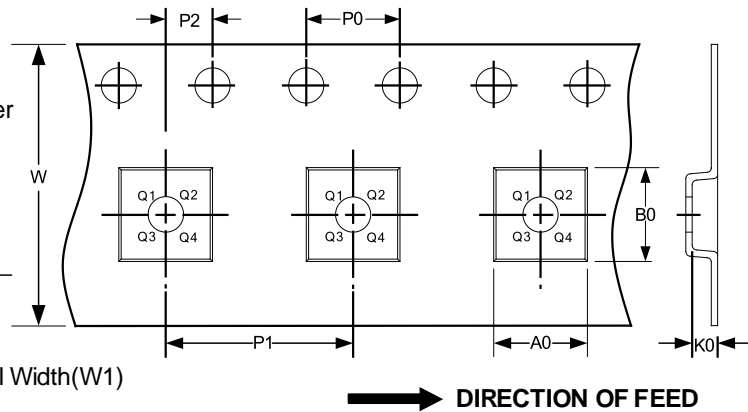 P2 P0
er
W
Q1 Q2 Q1 Q2 Q1 Q2
B0
Q3 Q4 Q3 Q4 Q3 Q4
P1 A0 K0
l Width(W1)
DIRECTION OF FEED